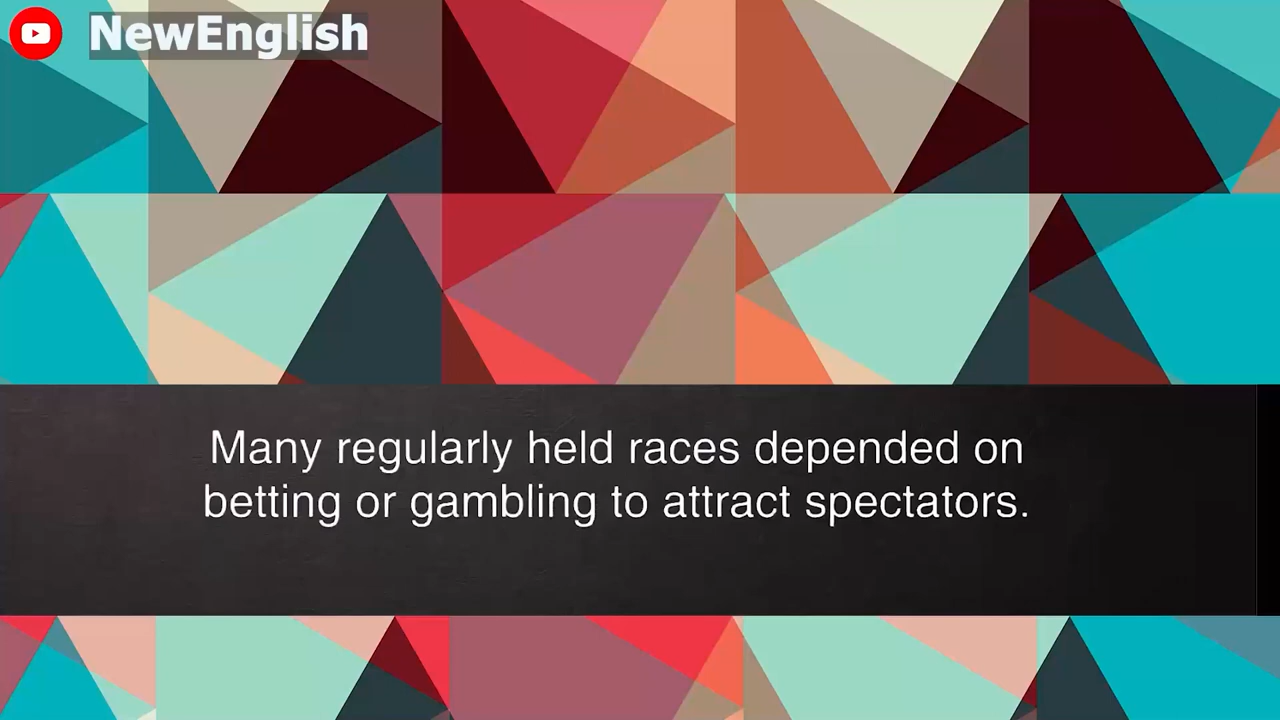 NewEnglish
Many regularly held races depended on
betting or gambling to attract spectators.